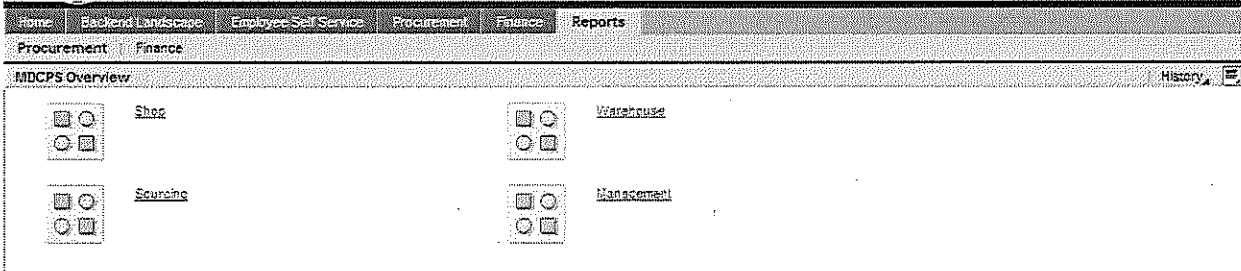 Home Backend Landscape Employee Self Service Procurement Finance Reports
Procurement | Finance
MDCPS Overview | History
Shop Warehouse
Sourcing Management